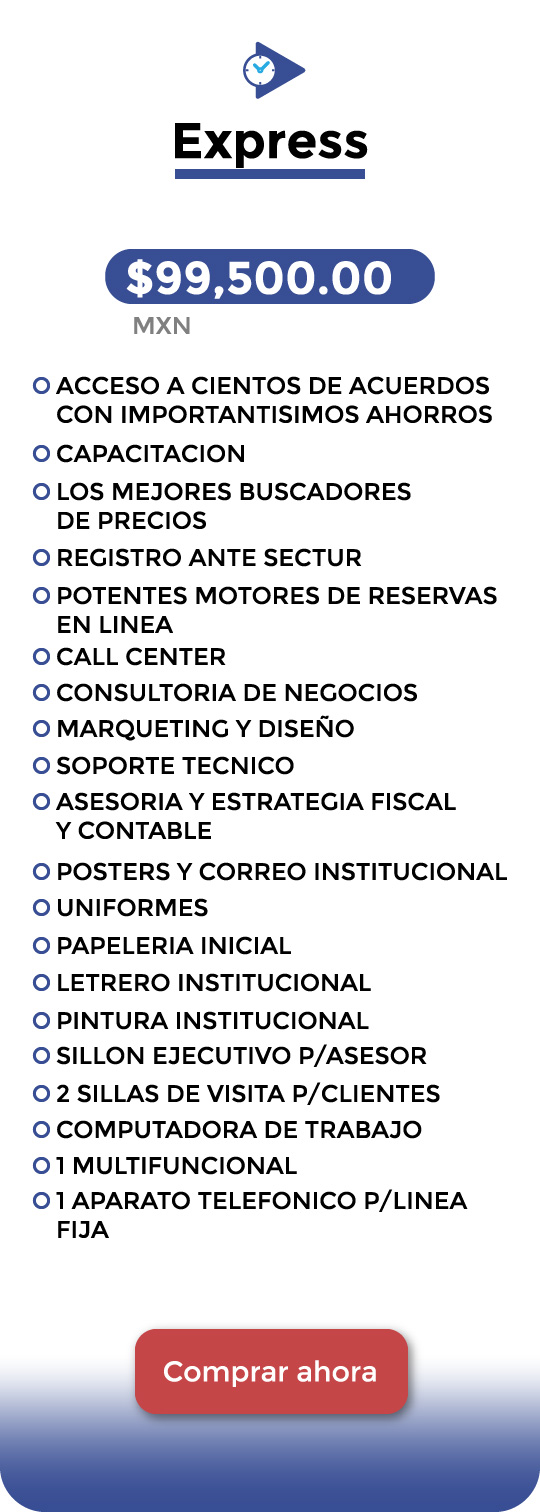 Express
$99,500.00
MXN
ACCESO A CIENTOS DE ACUERDOS
CON IMPORTANTISIMOS AHORROS
CAPACITACION
LOS MEJORES BUSCADORES
DE PRECIOS
REGISTRO ANTE SECTUR
POTENTES MOTORES DE RESERVAS
EN LINEA
CALL CENTER
CONSULTORIA DE NEGOCIOS
MARQUETING Y DISEÑO
SOPORTE TECNICO
ASESORIA Y ESTRATEGIA FISCAL
Y CONTABLE
POSTERS Y CORREO INSTITUCIONAL
UNIFORMES
PAPELERIA INICIAL
LETRERO INSTITUCIONAL
PINTURA INSTITUCIONAL
SILLON EJECUTIVO P/ASESOR
2 SILLAS DE VISITA P/CLIENTES
COMPUTADORA DE TRABAJO
1 MULTIFUNCIONAL
1 APARATO TELEFONICO P/LINEA
FIJA
Comprar ahora